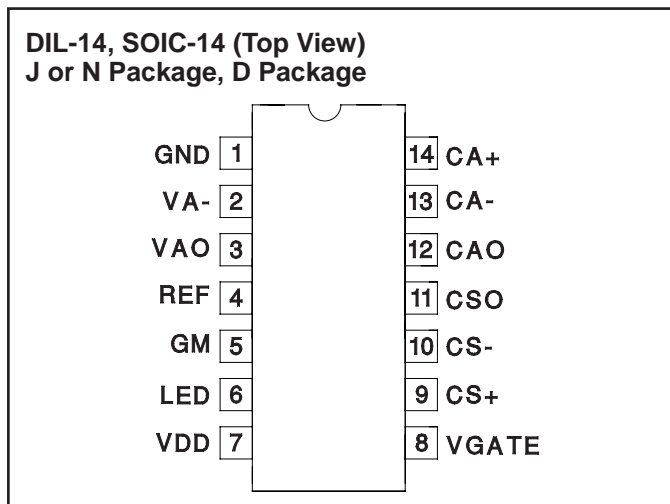 DIL-14, SOIC-14 (Top View)
J or N Package, D Package
GND 1 14 CA+
VA- 2 13 CA-
VAO 3 12 CAO
REF 4 11 CSO
GM 5 10 CS-
LED 6 9 CS+
VDD 7 8 VGATE